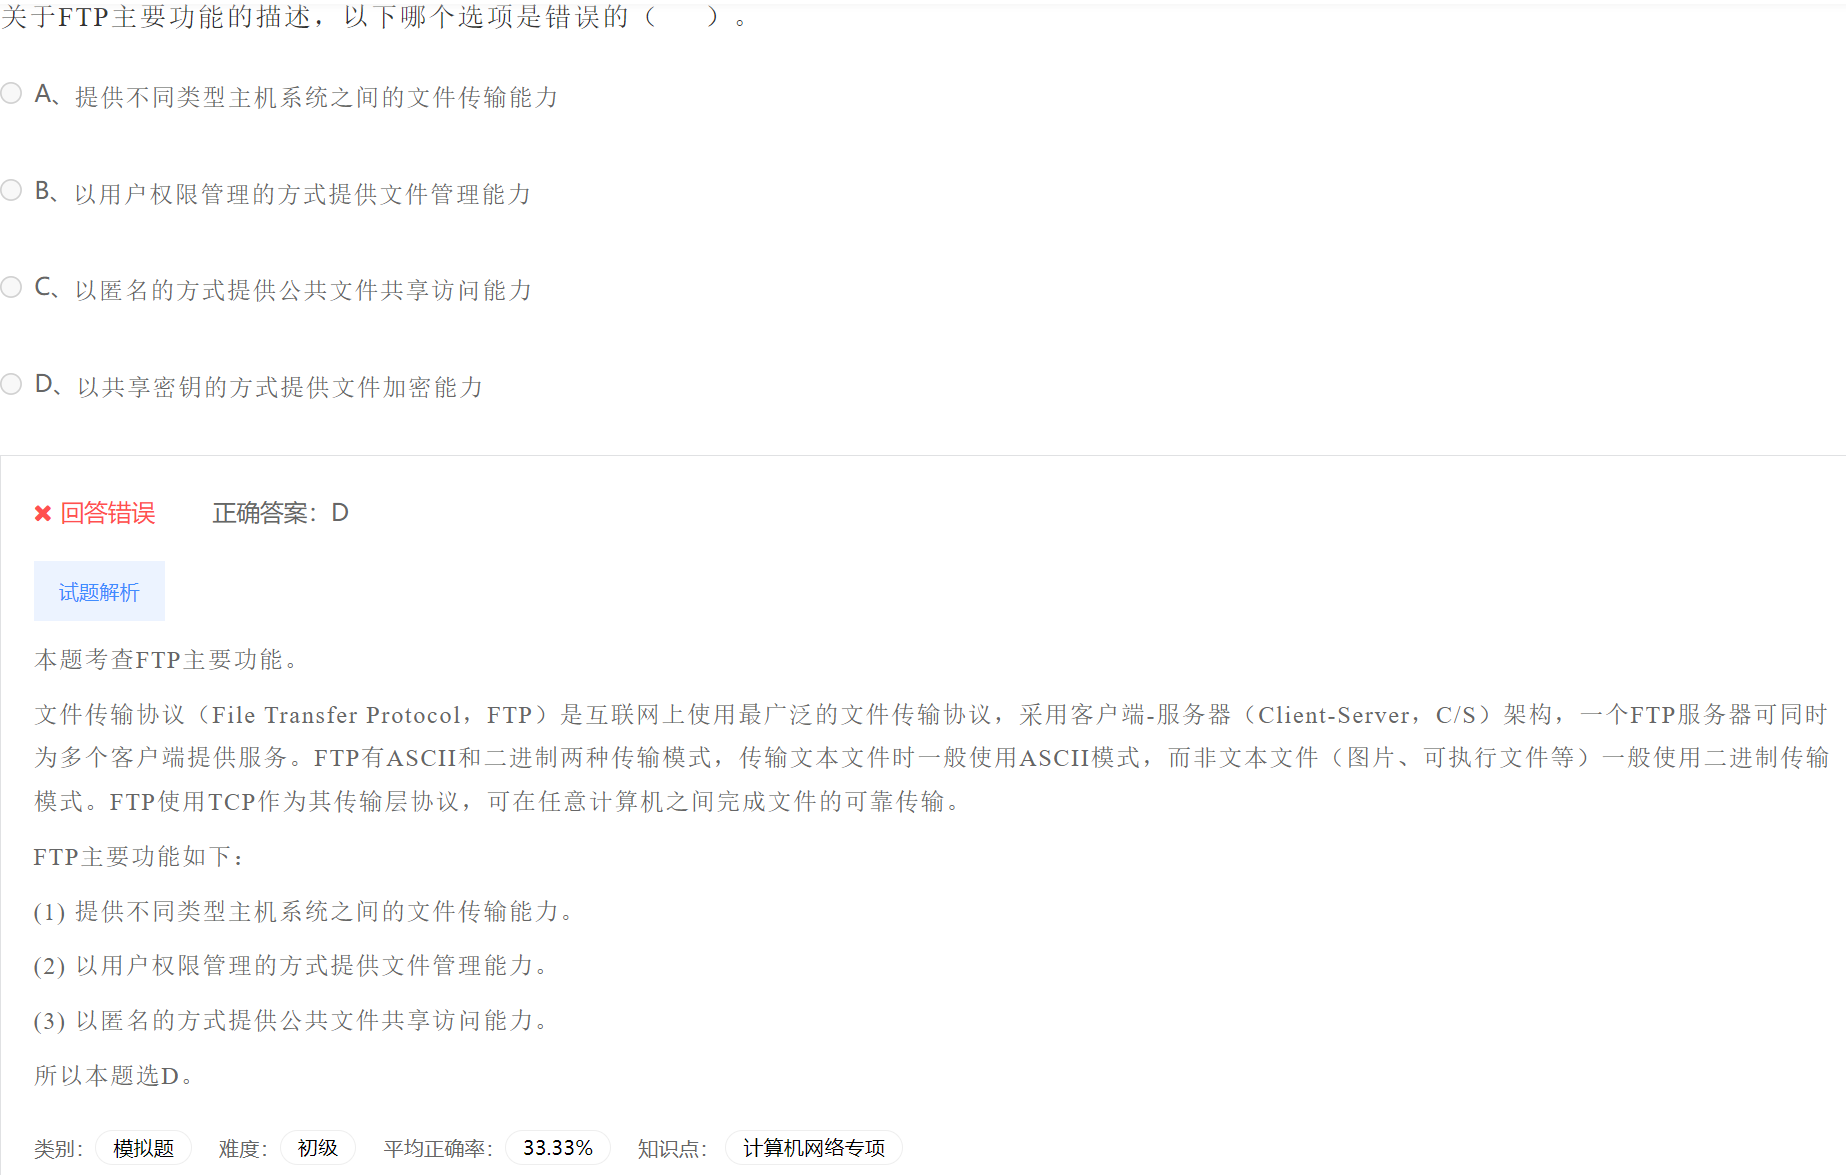 关于FTP主要功能的描述，以下哪个选项是错误的（　　）。
A、提供不同类型主机系统之间的文件传输能力
B、以用户权限管理的方式提供文件管理能力
C、以匿名的方式提供公共文件共享访问能力
D、以共享密钥的方式提供文件加密能力
✖ 回答错误 正确答案：D
试题解析
本题考查FTP主要功能。
文件传输协议（File Transfer Protocol，FTP）是互联网上使用最广泛的文件传输协议，采用客户端-服务器（Client-Server，C/S）架构，一个FTP服务器可同时
为多个客户端提供服务。FTP有ASCII和二进制两种传输模式，传输文本文件时一般使用ASCII模式，而非文本文件（图片、可执行文件等）一般使用二进制传输
模式。FTP使用TCP作为其传输层协议，可在任意计算机之间完成文件的可靠传输。
FTP主要功能如下：
(1) 提供不同类型主机系统之间的文件传输能力。
(2) 以用户权限管理的方式提供文件管理能力。
(3) 以匿名的方式提供公共文件共享访问能力。
所以本题选D。
类别： 模拟题 难度： 初级 平均正确率： 33.33% 知识点： 计算机网络专项